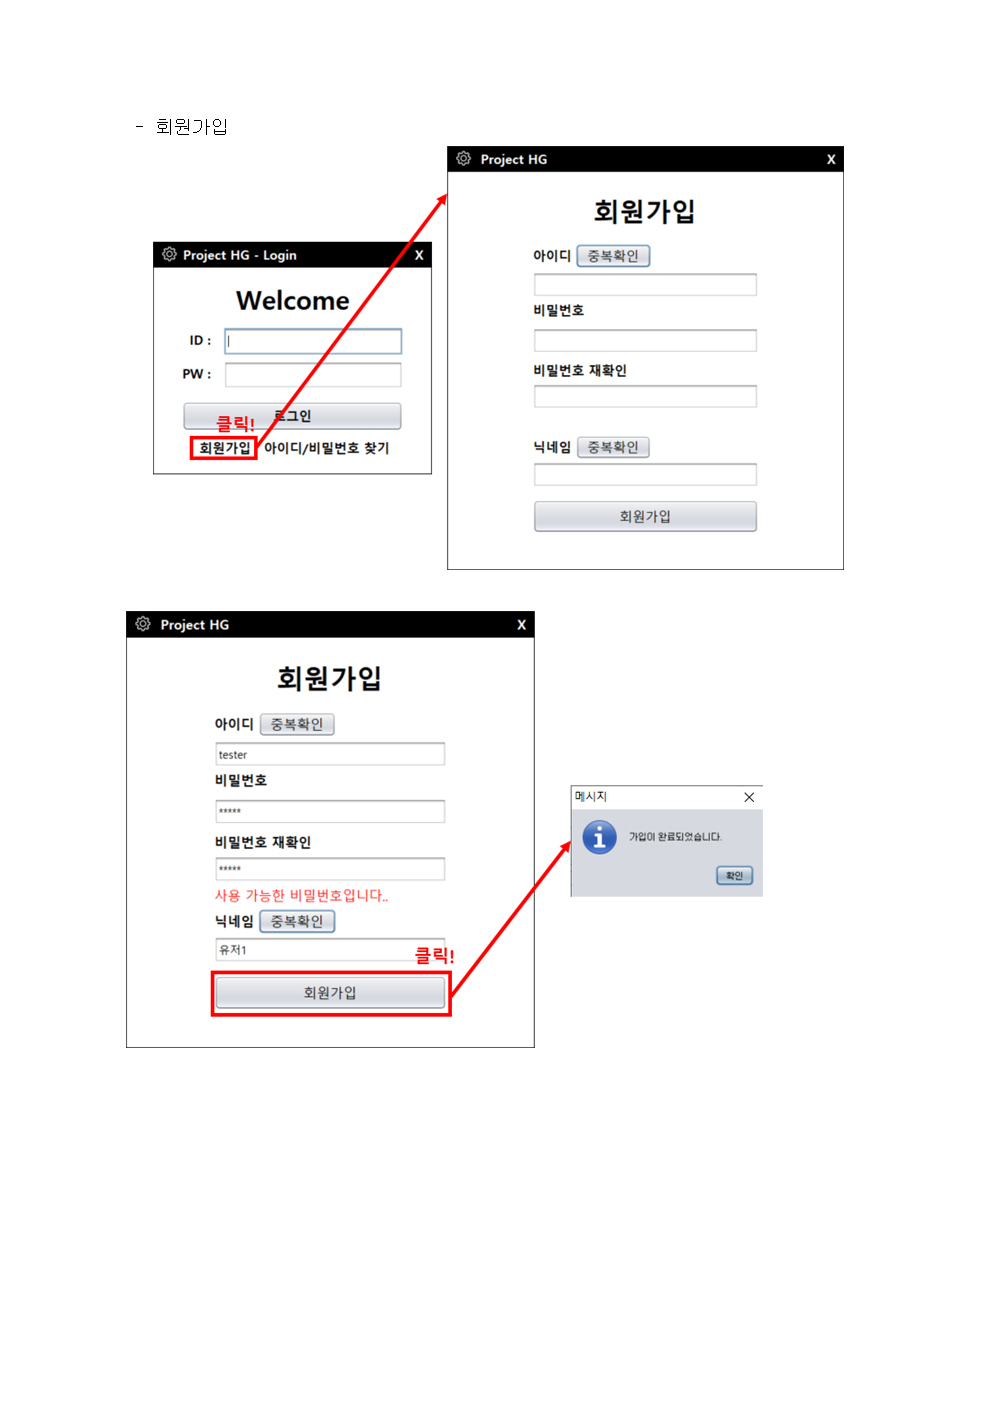 - 회원가입
Project HG - Login X
Welcome
ID :
PW :
로그인
클릭!
회원가입 아이디/비밀번호 찾기
Project HG X
회원가입
아이디 중복확인
비밀번호
비밀번호 재확인
닉네임 중복확인
회원가입
Project HG X
회원가입
아이디 중복확인
tester
비밀번호
*****
비밀번호 재확인
*****
사용 가능한 비밀번호입니다..
닉네임 중복확인
유저1
클릭!
회원가입
메시지
가입이 완료되었습니다.
확인